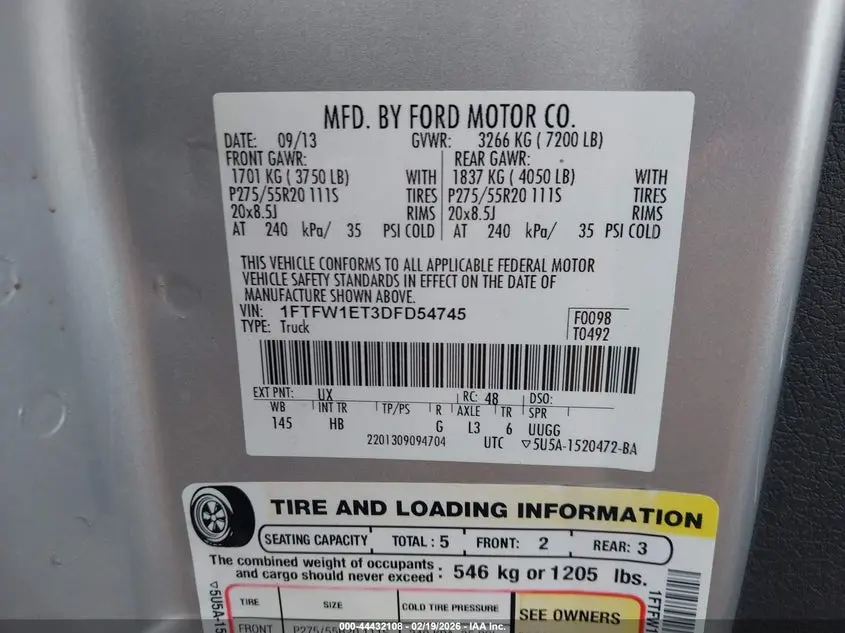 MFD. BY FORD MOTOR CO.
DATE: 09/13 GVWR: 3266 KG ( 7200 LB)
FRONT GAWR: REAR GAWR:
1701 KG ( 3750 LB) WITH 1837 KG ( 4050 LB) WITH
P275/55R20 111S TIRES P275/55R20 111S TIRES
20x8.5J RIMS 20x8.5J RIMS
AT 240 kPa/ 35 PSI COLD AT 240 kPa/ 35 PSI COLD
THIS VEHICLE CONFORMS TO ALL APPLICABLE FEDERAL MOTOR
VEHICLE SAFETY STANDARDS IN EFFECT ON THE DATE OF
MANUFACTURE SHOWN ABOVE.
VIN: 1FTFW1ET3DFD54745 F0098
TYPE: Truck T0492
EXT PNT: UX RC: 48 DSO:
WB INT TR TP/PS R AXLE TR SPR
145 HB G L3 6 UUGG
2201309094704 UTC ▽5U5A-1520472-BA
TIRE AND LOADING INFORMATION
SEATING CAPACITY TOTAL : 5 FRONT: 2 REAR: 3
The combined weight of occupants
and cargo should never exceed : 546 kg or 1205 lbs.
TIRE SIZE COLD TIRE PRESSURE SEE OWNERS
FRONT P275/55R20 111S
▽5U5A-15
1FTFW
000-44432108 - 02/19/2026 - IAA, Inc.